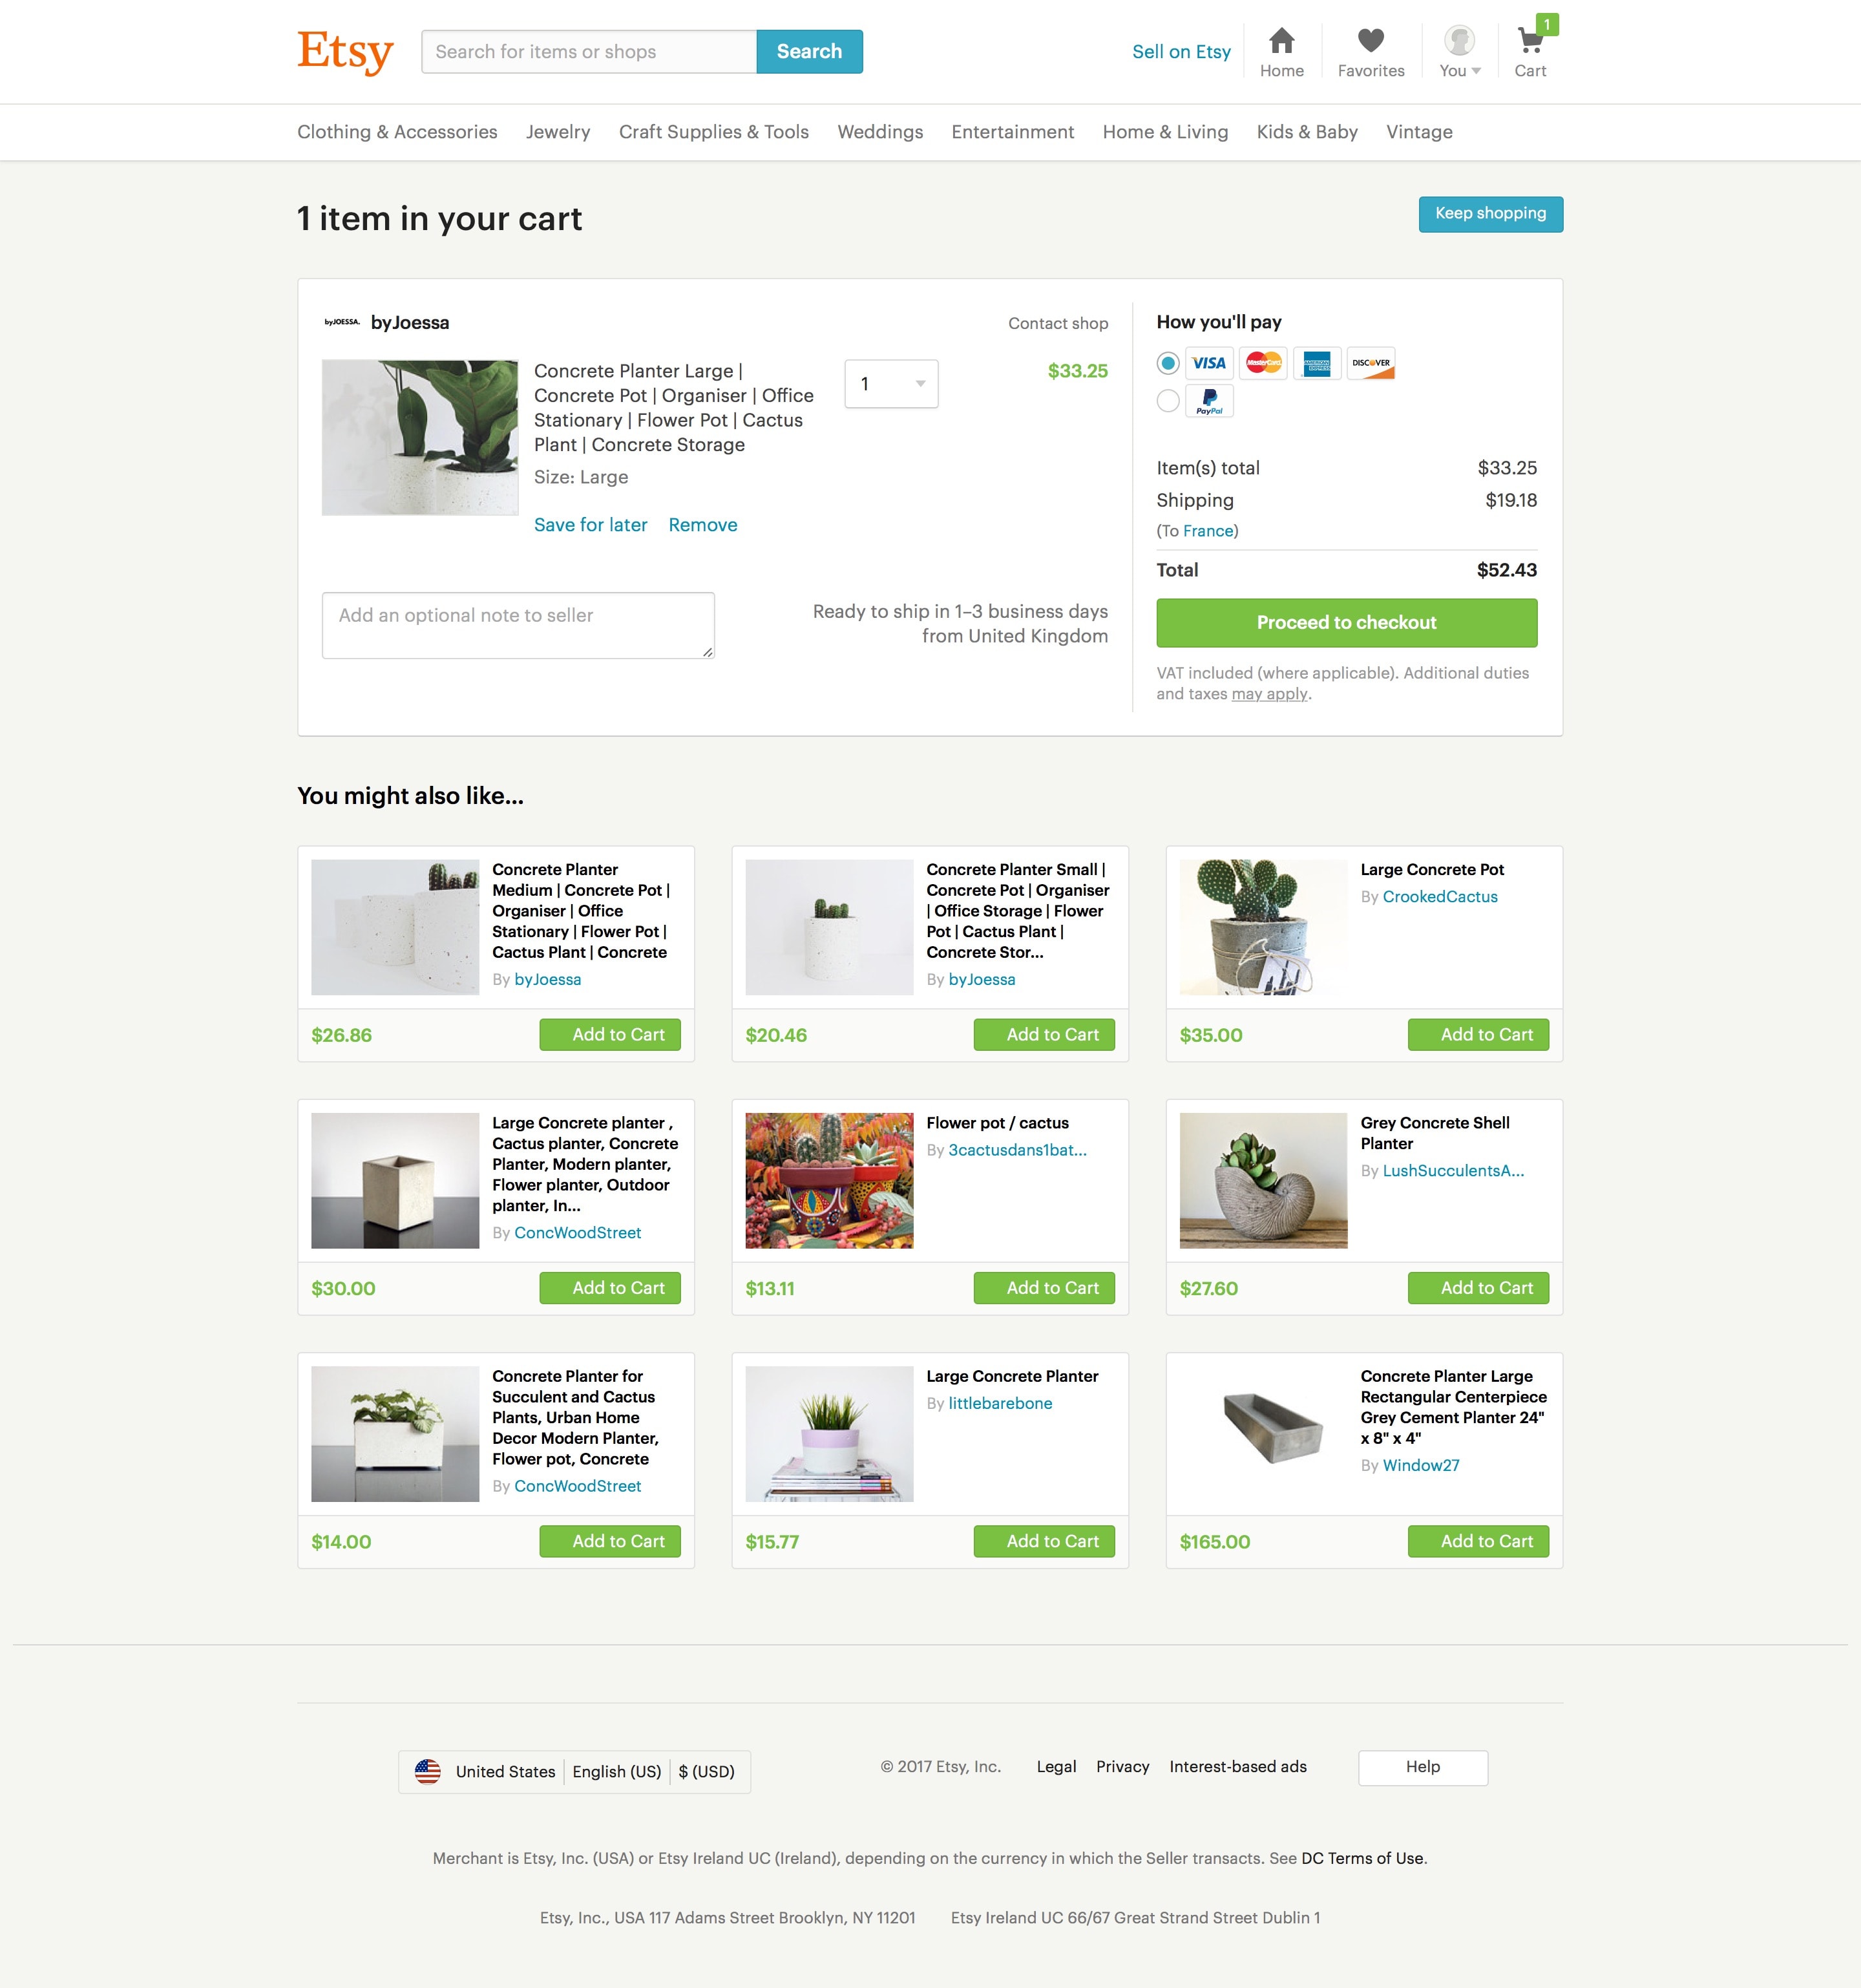 Etsy
Search for items or shops
Search
Sell on Etsy
Home
Favorites
You
1
Cart
Clothing & Accessories
Jewelry
Craft Supplies & Tools
Weddings
Entertainment
Home & Living
Kids & Baby
Vintage
1 item in your cart
Keep shopping
byJOESSA.
byJoessa
Contact shop
Concrete Planter Large |
Concrete Pot | Organiser | Office
Stationary | Flower Pot | Cactus
Plant | Concrete Storage
Size: Large
Save for later
Remove
1
$33.25
Add an optional note to seller
Ready to ship in 1–3 business days
from United Kingdom
How you'll pay
VISA
MasterCard
AMERICAN EXPRESS
DISCOVER
PayPal
Item(s) total $33.25
Shipping $19.18
(To France)
Total $52.43
Proceed to checkout
VAT included (where applicable). Additional duties
and taxes may apply.
You might also like...
Concrete Planter
Medium | Concrete Pot |
Organiser | Office
Stationary | Flower Pot |
Cactus Plant | Concrete
By byJoessa
$26.86
Add to Cart
Concrete Planter Small |
Concrete Pot | Organiser
| Office Storage | Flower
Pot | Cactus Plant |
Concrete Stor...
By byJoessa
$20.46
Add to Cart
Large Concrete Pot
By CrookedCactus
$35.00
Add to Cart
Large Concrete planter ,
Cactus planter, Concrete
Planter, Modern planter,
Flower planter, Outdoor
planter, In...
By ConcWoodStreet
$30.00
Add to Cart
Flower pot / cactus
By 3cactusdans1bat...
$13.11
Add to Cart
Grey Concrete Shell
Planter
By LushSucculentsA...
$27.60
Add to Cart
Concrete Planter for
Succulent and Cactus
Plants, Urban Home
Decor Modern Planter,
Flower pot, Concrete
By ConcWoodStreet
$14.00
Add to Cart
Large Concrete Planter
By littlebarebone
$15.77
Add to Cart
Concrete Planter Large
Rectangular Centerpiece
Grey Cement Planter 24"
x 8" x 4"
By Window27
$165.00
Add to Cart
United States
English (US)
$ (USD)
© 2017 Etsy, Inc.
Legal
Privacy
Interest-based ads
Help
Merchant is Etsy, Inc. (USA) or Etsy Ireland UC (Ireland), depending on the currency in which the Seller transacts. See DC Terms of Use.
Etsy, Inc., USA 117 Adams Street Brooklyn, NY 11201
Etsy Ireland UC 66/67 Great Strand Street Dublin 1